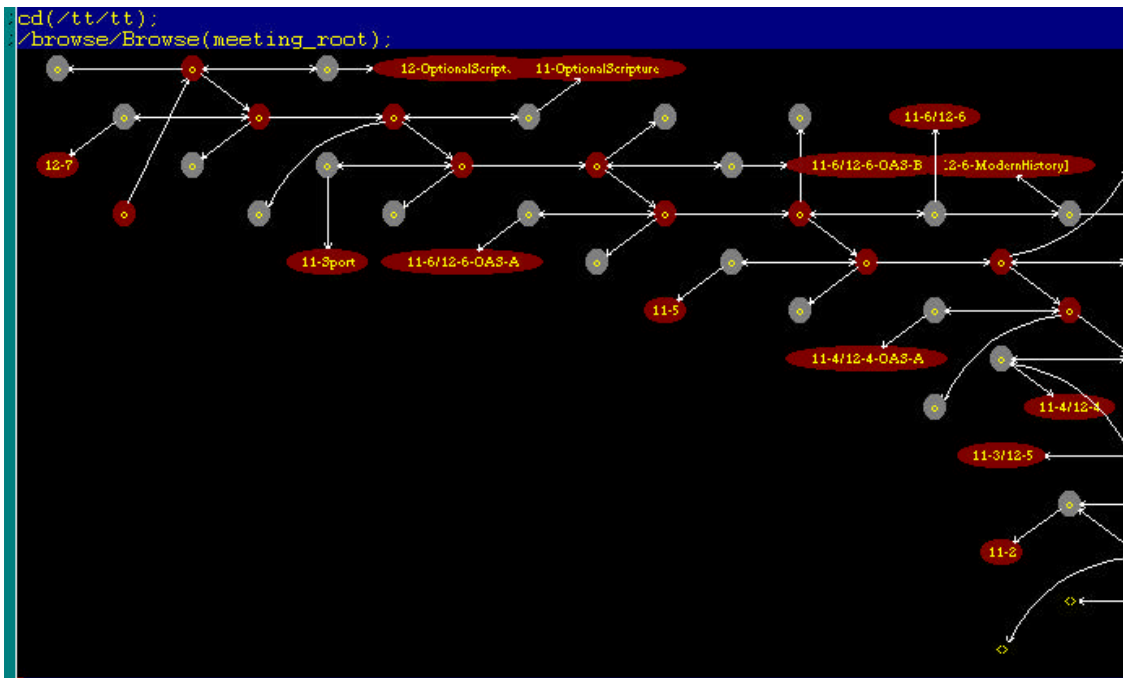 cd(/tt/tt);
/browse/Browse(meeting_root);
12-OptionalScript 11-OptionalScripture
11-6/12-6
12-7
11-6/12-6-OAS-B 12-6-ModernHistory]
11-Sport
11-6/12-6-OAS-A
11-5
11-4/12-4-OAS-A
11-4/12-4
11-3/12-5
11-2
<>
<>